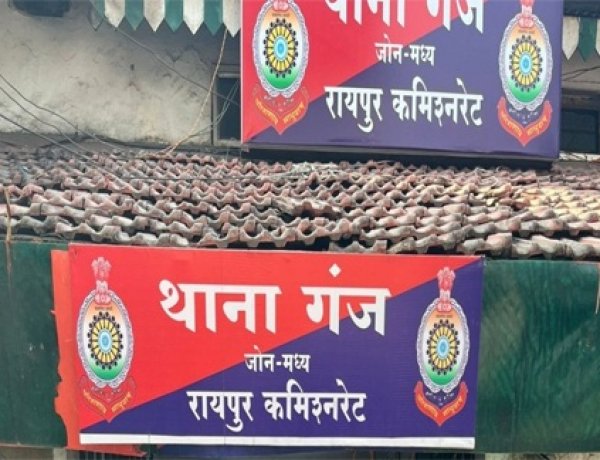 थाना गंज
जोन-मध्य
रायपुर कमिश्नरेट
थाना गंज
जोन-मध्य
रायपुर कमिश्नरेट